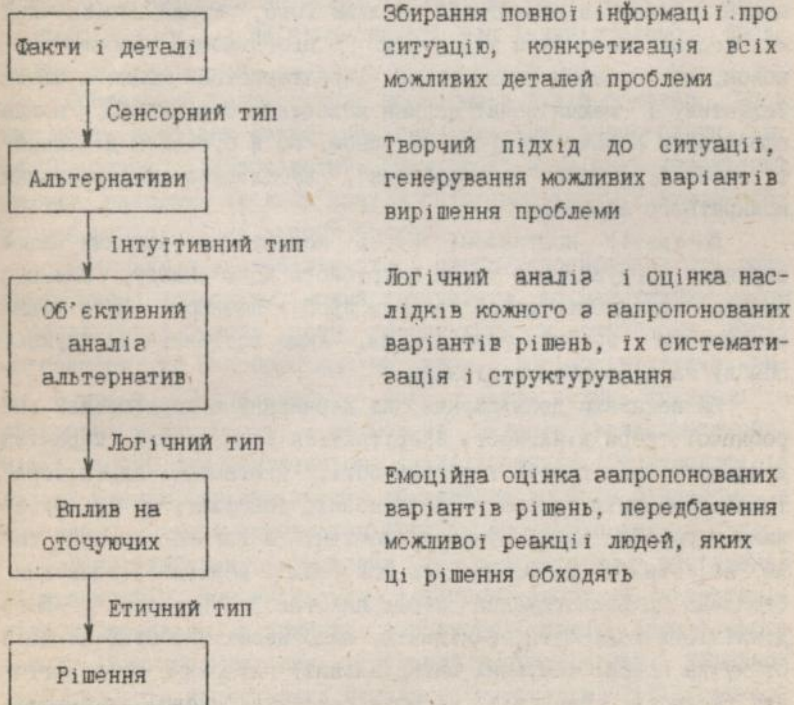 Факти і деталі
Збирання повної інформації про
ситуацію, конкретизація всіх
можливих деталей проблеми
Сенсорний тип
Альтернативи
Творчий підхід до ситуації,
генерування можливих варіантів
вирішення проблеми
Інтуїтивний тип
Об'єктивний
аналіз
альтернатив
Логічний аналіз і оцінка нас-
лідків кожного з запропонованих
варіантів рішень, їх системати-
зація і структурування
Логічний тип
Вплив на
оточуючих
Емоційна оцінка запропонованих
варіантів рішень, передбачення
можливої реакції людей, яких
ці рішення обходять
Етичний тип
Рішення